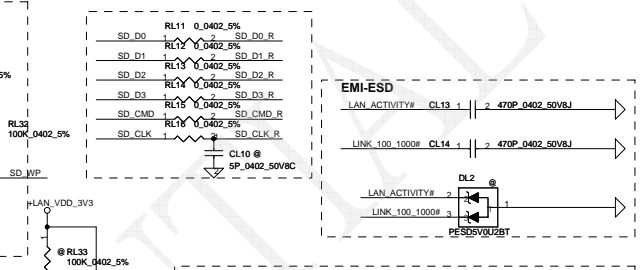 RL11 0_0402_5%
SD_D0 1 2 SD_D0_R
RL12 0_0402_5%
SD_D1 1 2 SD_D1_R
RL13 0_0402_5%
SD_D2 1 2 SD_D2_R
RL14 0_0402_5%
SD_D3 1 2 SD_D3_R
RL15 0_0402_5%
SD_CMD 1 2 SD_CMD_R
RL16 0_0402_5%
SD_CLK 1 2 SD_CLK_R
CL10 @
5P_0402_50V8C
5%
RL32
100K_0402_5%
SD_WP
+LAN_VDD_3V3
1
@ RL33
100K_0402_5%
EMI-ESD
LAN_ACTIVITY# CL13 1 2 470P_0402_50V8J
LINK_100_1000# CL14 1 2 470P_0402_50V8J
DL2 @
LAN_ACTIVITY# 2
1 1
LINK_100_1000# 3
PESD5V0U2BT